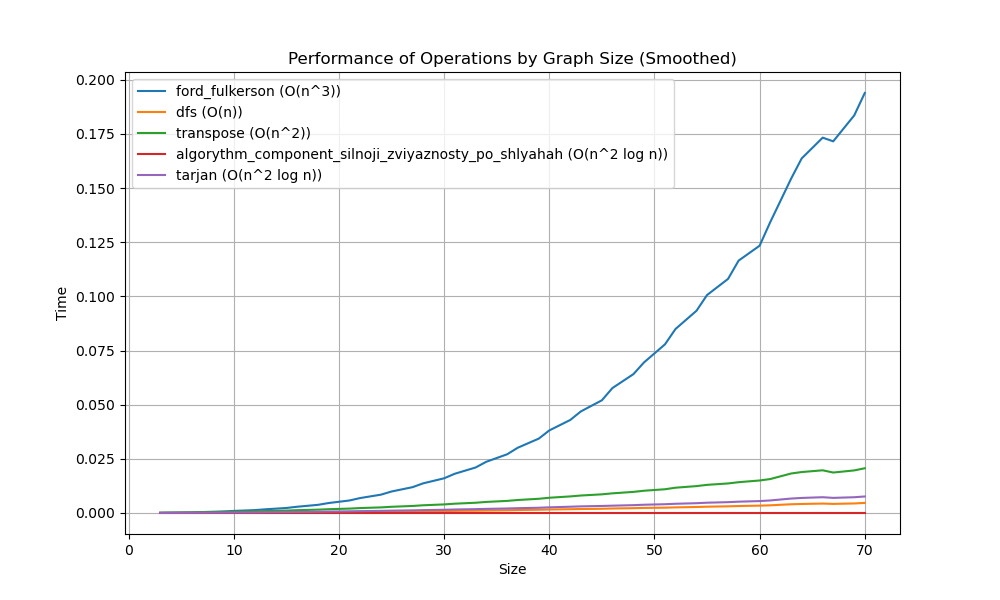 Performance of Operations by Graph Size (Smoothed)
ford_fulkerson (O(n^3))
dfs (O(n))
transpose (O(n^2))
algorythm_component_silnoji_zviyaznosty_po_shlyahah (O(n^2 log n))
tarjan (O(n^2 log n))
Time
0.200
0.175
0.150
0.125
0.100
0.075
0.050
0.025
0.000
0 10 20 30 40 50 60 70
Size